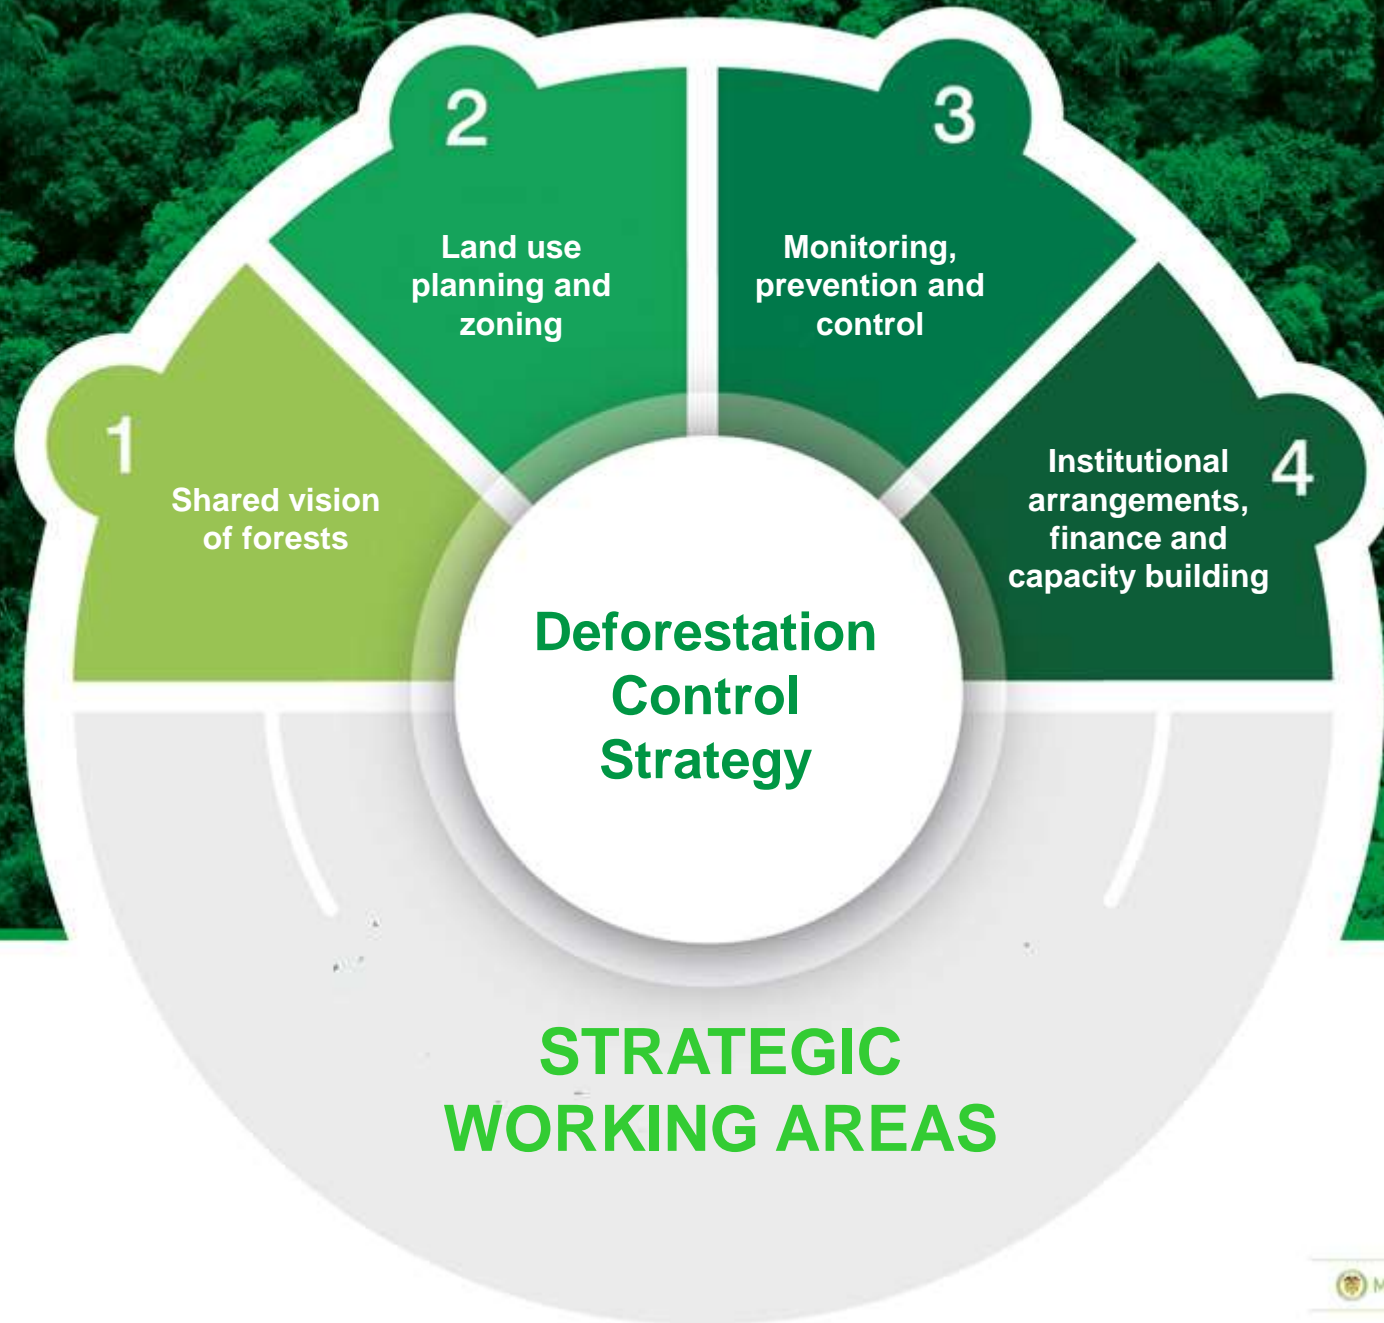 2
3
Land use
planning and
zoning
Monitoring,
prevention and
control
1
Shared vision
of forests
Institutional
arrangements,
finance and
capacity building
4
Deforestation
Control
Strategy
STRATEGIC
WORKING AREAS
M